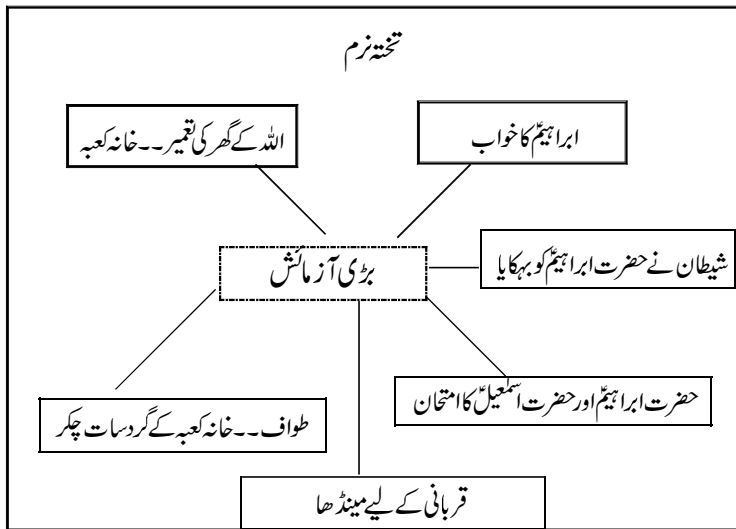 تختہ نرم
ابراہیمؑ کا خواب
اللہ کے گھر کی تعمیر۔۔خانہ کعبہ
شیطان نے حضرت ابراہیمؑ کو بہکایا
بڑی آزمائش
حضرت ابراہیمؑ اور حضرت اسمٰعیلؑ کا امتحان
طواف۔۔خانہ کعبہ کے گرد سات چکر
قربانی کے لیے مینڈھا